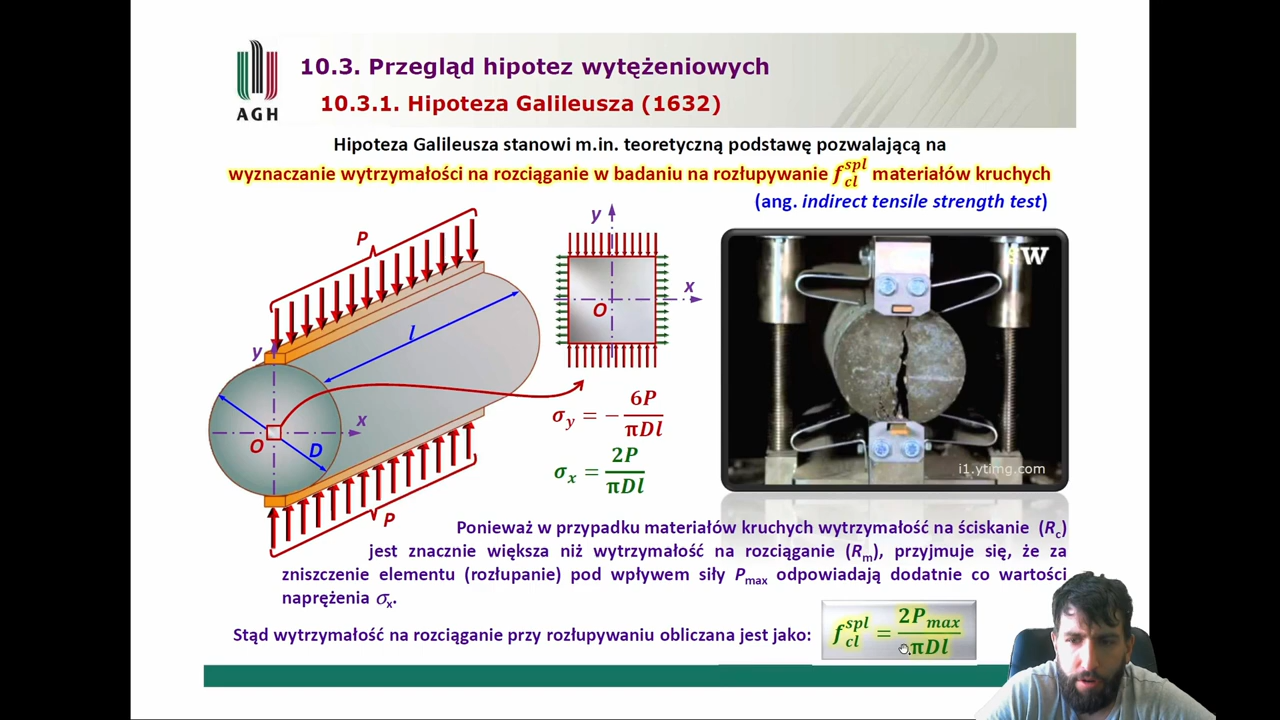 10.3. Przegląd hipotez wytężeniowych
10.3.1. Hipoteza Galileusza (1632)
AGH
Hipoteza Galileusza stanowi m.in. teoretyczną podstawę pozwalającą na
wyznaczanie wytrzymałości na rozciąganie w badaniu na rozłupywanie f_cl^spl materiałów kruchych
(ang. indirect tensile strength test)
P
l
y
x
O
D
P
y
x
O
σ_y = − 6P / πDl
σ_x = 2P / πDl
W
i1.ytimg.com
Ponieważ w przypadku materiałów kruchych wytrzymałość na ściskanie (R_c)
jest znacznie większa niż wytrzymałość na rozciąganie (R_m), przyjmuje się, że za
zniszczenie elementu (rozłupanie) pod wpływem siły P_max odpowiadają dodatnie co wartości
naprężenia σ_x.
Stąd wytrzymałość na rozciąganie przy rozłupywaniu obliczana jest jako:
f_cl^spl = 2P_max / πDl